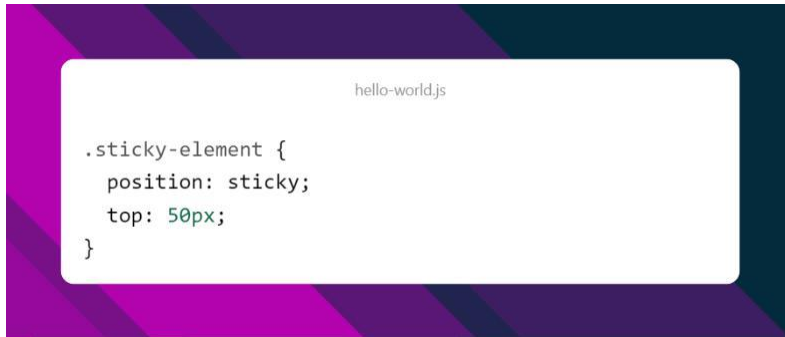 hello-world.js
.sticky-element {
  position: sticky;
  top: 50px;
}